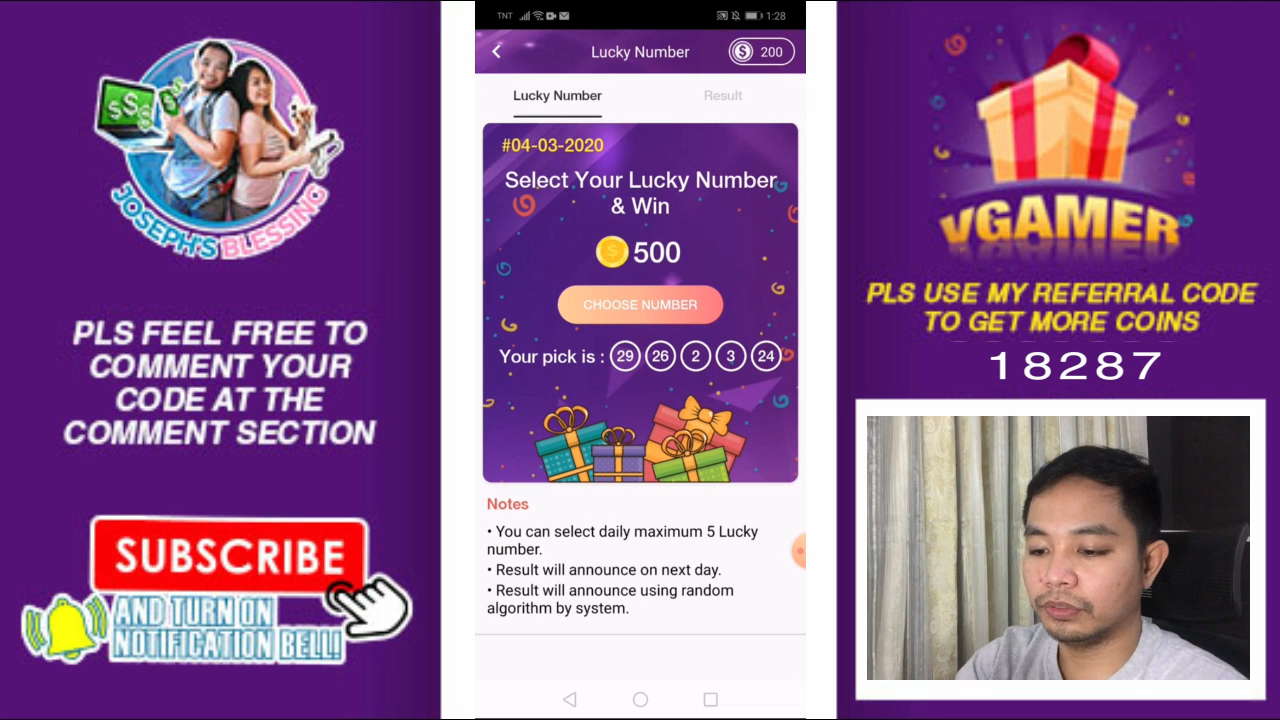 JOSEPH'S BLESSING
PLS FEEL FREE TO
COMMENT YOUR
CODE AT THE
COMMENT SECTION
SUBSCRIBE
AND TURN ON
NOTIFICATION BELL!
TNT
1:28
Lucky Number
$ 200
Lucky Number
Result
#04-03-2020
Select Your Lucky Number
& Win
$ 500
CHOOSE NUMBER
Your pick is : 29 26 2 3 24
Notes
• You can select daily maximum 5 Lucky
number.
• Result will announce on next day.
• Result will announce using random
algorithm by system.
VGAMER
PLS USE MY REFERRAL CODE
TO GET MORE COINS
18287